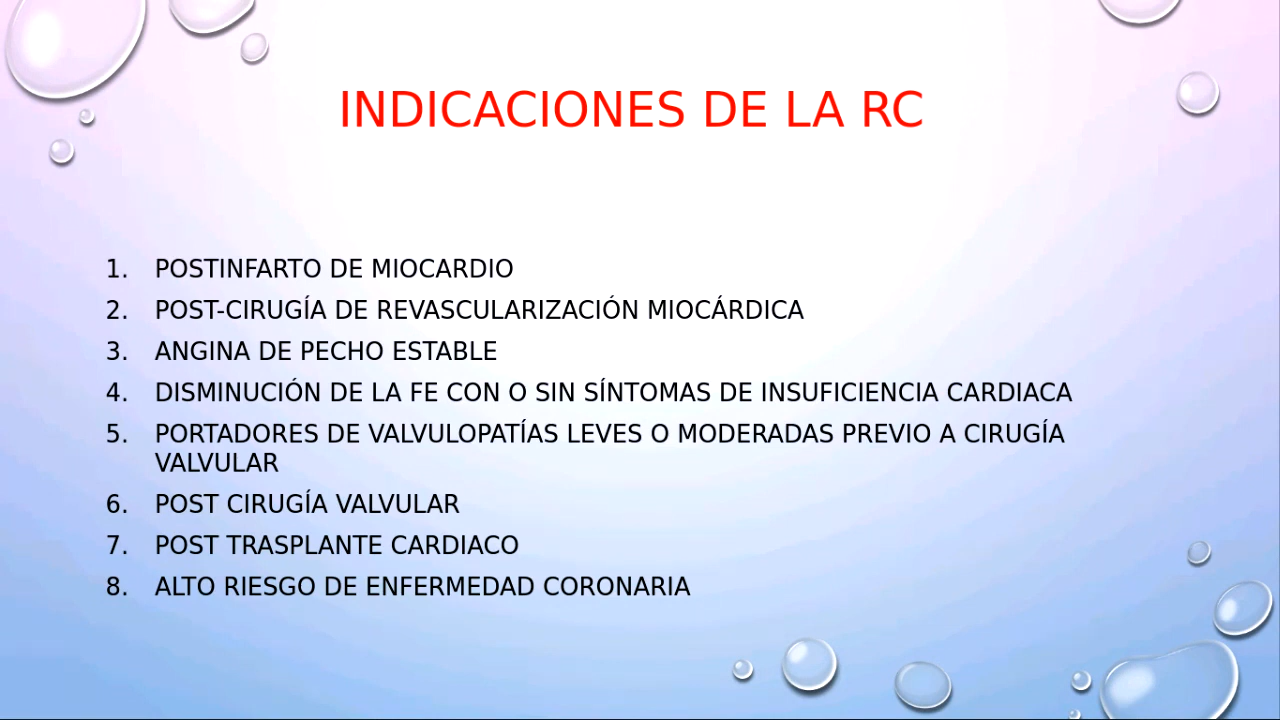 INDICACIONES DE LA RC
1. POSTINFARTO DE MIOCARDIO
2. POST-CIRUGÍA DE REVASCULARIZACIÓN MIOCÁRDICA
3. ANGINA DE PECHO ESTABLE
4. DISMINUCIÓN DE LA FE CON O SIN SÍNTOMAS DE INSUFICIENCIA CARDIACA
5. PORTADORES DE VALVULOPATÍAS LEVES O MODERADAS PREVIO A CIRUGÍA
VALVULAR
6. POST CIRUGÍA VALVULAR
7. POST TRASPLANTE CARDIACO
8. ALTO RIESGO DE ENFERMEDAD CORONARIA